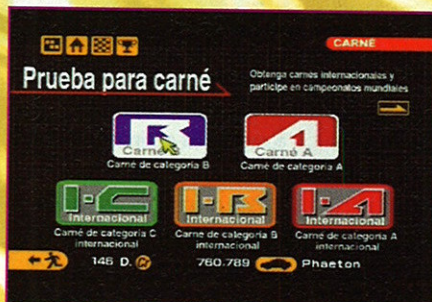 CARNÉ
Prueba para carné
Obtenga carnés internacionales y
participe en campeonatos mundiales
B
A
Carné
Carné A
Carné de categoría B
Carné de categoría A
I-C
I-B
I-A
Internacional
Internacional
Internacional
Carné de categoría C
internacional
Carné de categoría B
internacional
Carné de categoría A
internacional
146 D.
760.789
Phaeton